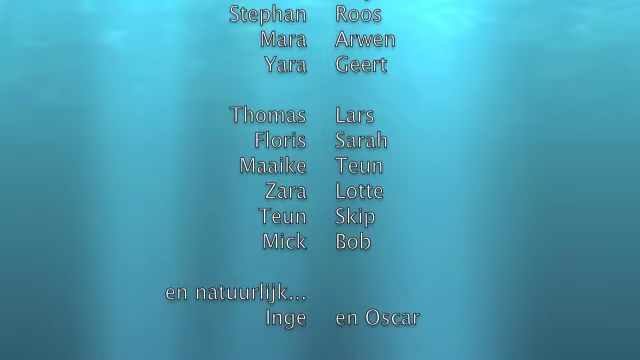 Stephan Roos
Mara Arwen
Yara Geert
Thomas Lars
Floris Sarah
Maaike Teun
Zara Lotte
Teun Skip
Mick Bob
en natuurlijk...
Inge en Oscar